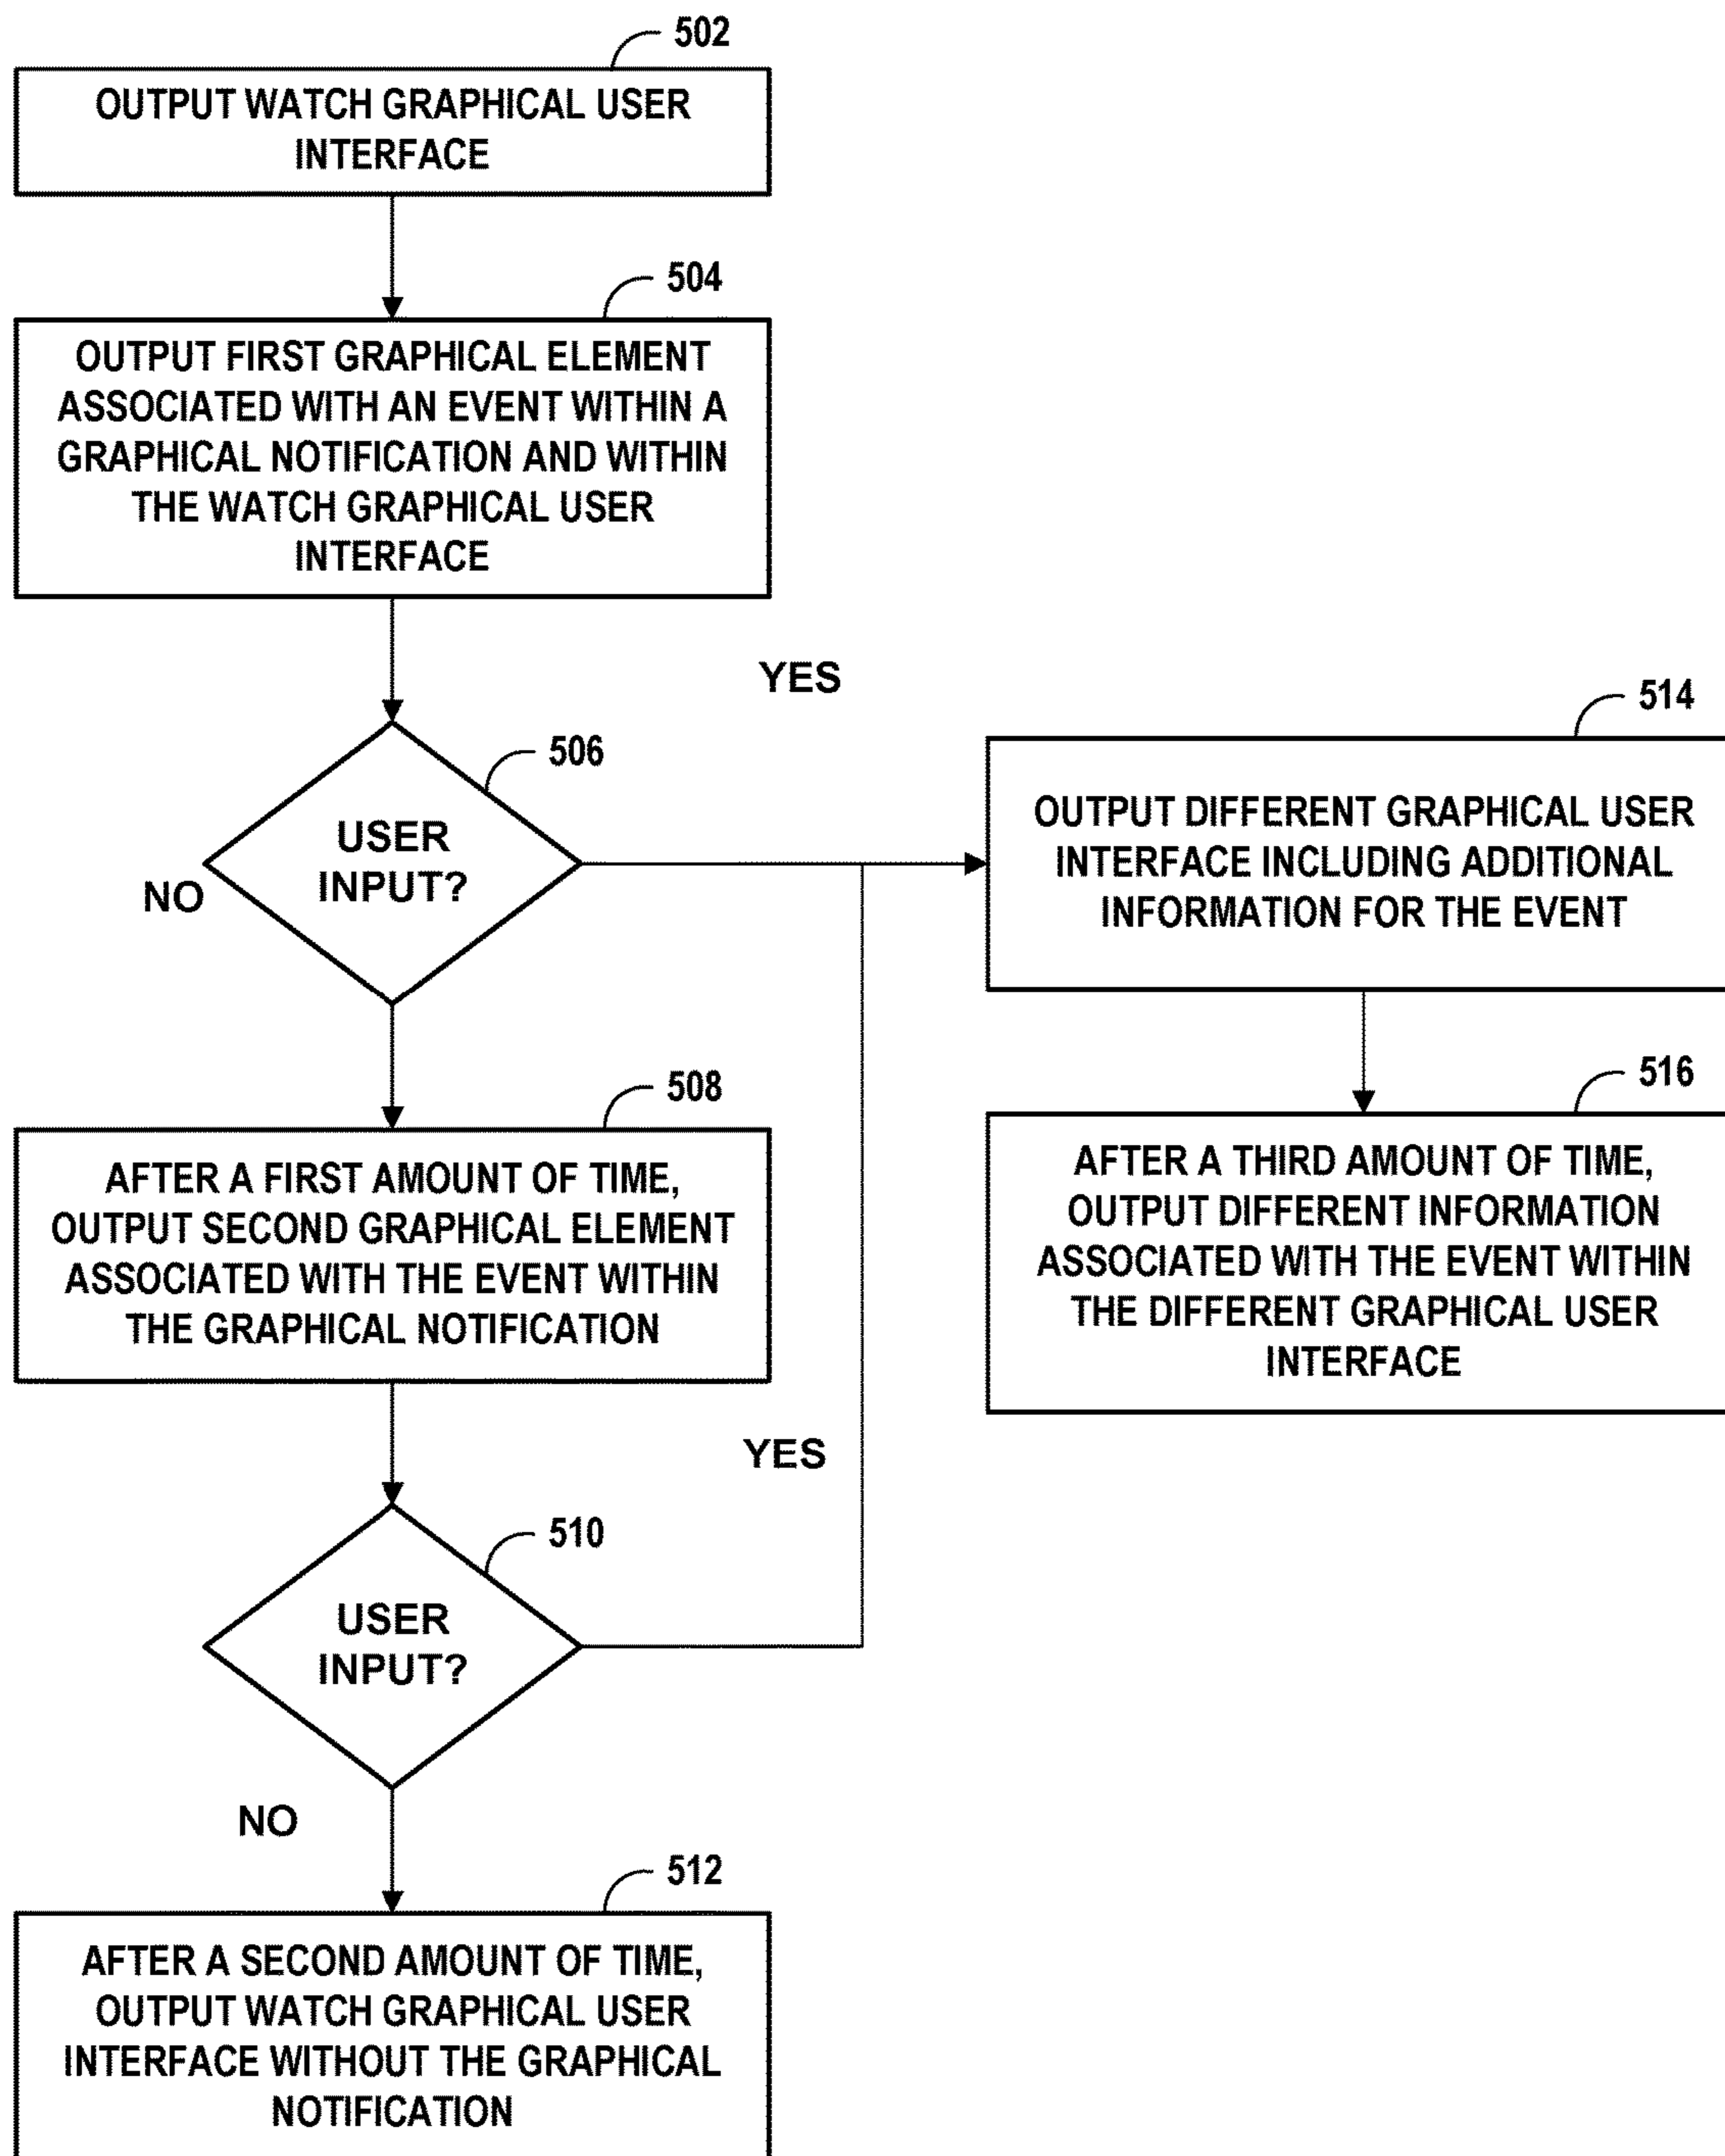 502
OUTPUT WATCH GRAPHICAL USER
INTERFACE
504
OUTPUT FIRST GRAPHICAL ELEMENT
ASSOCIATED WITH AN EVENT WITHIN A
GRAPHICAL NOTIFICATION AND WITHIN
THE WATCH GRAPHICAL USER
INTERFACE
YES
506
USER
INPUT?
NO
514
OUTPUT DIFFERENT GRAPHICAL USER
INTERFACE INCLUDING ADDITIONAL
INFORMATION FOR THE EVENT
508
AFTER A FIRST AMOUNT OF TIME,
OUTPUT SECOND GRAPHICAL ELEMENT
ASSOCIATED WITH THE EVENT WITHIN
THE GRAPHICAL NOTIFICATION
516
AFTER A THIRD AMOUNT OF TIME,
OUTPUT DIFFERENT INFORMATION
ASSOCIATED WITH THE EVENT WITHIN
THE DIFFERENT GRAPHICAL USER
INTERFACE
YES
510
USER
INPUT?
NO
512
AFTER A SECOND AMOUNT OF TIME,
OUTPUT WATCH GRAPHICAL USER
INTERFACE WITHOUT THE GRAPHICAL
NOTIFICATION